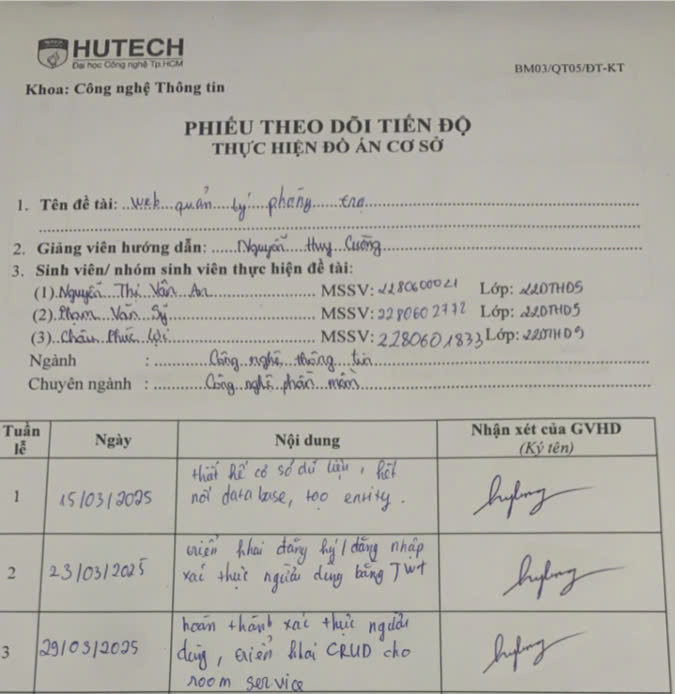 HUTECH
Đại học Công nghệ Tp.HCM
BM03/QT05/ĐT-KT
Khoa: Công nghệ Thông tin
PHIẾU THEO DÕI TIẾN ĐỘ
THỰC HIỆN ĐỒ ÁN CƠ SỞ
1. Tên đề tài: web quản lý phòng trọ
2. Giảng viên hướng dẫn: Nguyễn Huy Cường
3. Sinh viên/ nhóm sinh viên thực hiện đề tài:
(1) Nguyễn Thị Vân An MSSV: 2280600021 Lớp: 22DTHD5
(2) Phạm Văn Sỹ MSSV: 2280602772 Lớp: 22DTHD5
(3) Châu Phúc Lợi MSSV: 2280601833 Lớp: 22DTHD5
Ngành : Công nghệ thông tin
Chuyên ngành : Công nghệ phần mềm
Tuần lễ Ngày Nội dung Nhận xét của GVHD
(Ký tên)
thiết kế cơ sở dữ liệu, kết
1 15/03/2025 nối database, tạo entity.
triển khai đăng ký/đăng nhập
2 23/03/2025 xác thực người dùng bằng JWT
hoàn thành xác thực người
3 29/03/2025 dùng, triển khai CRUD cho
room service